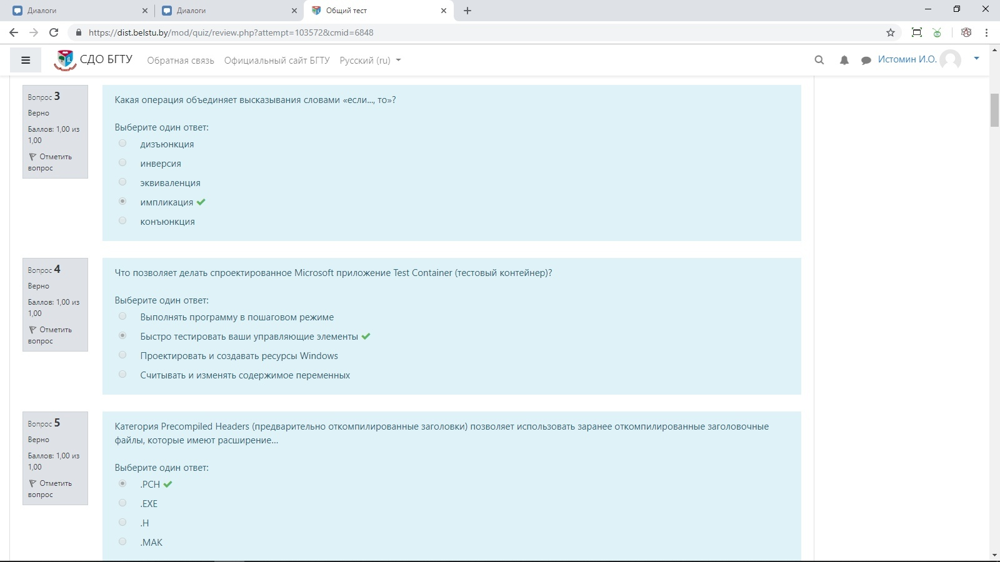 Диалоги
Диалоги
Общий тест
https://dist.belstu.by/mod/quiz/review.php?attempt=103572&cmid=6848
СДО БГТУ
Обратная связь
Официальный сайт БГТУ
Русский (ru)
Истомин И.О.
Вопрос 3
Верно
Баллов: 1,00 из
1,00
Отметить
вопрос
Какая операция объединяет высказывания словами «если..., то»?
Выберите один ответ:
дизъюнкция
инверсия
эквиваленция
импликация
конъюнкция
Вопрос 4
Верно
Баллов: 1,00 из
1,00
Отметить
вопрос
Что позволяет делать спроектированное Microsoft приложение Test Container (тестовый контейнер)?
Выберите один ответ:
Выполнять программу в пошаговом режиме
Быстро тестировать ваши управляющие элементы
Проектировать и создавать ресурсы Windows
Считывать и изменять содержимое переменных
Вопрос 5
Верно
Баллов: 1,00 из
1,00
Отметить
вопрос
Категория Precompiled Headers (предварительно откомпилированные заголовки) позволяет использовать заранее откомпилированные заголовочные
файлы, которые имеют расширение...
Выберите один ответ:
.PCH
.EXE
.H
.MAK